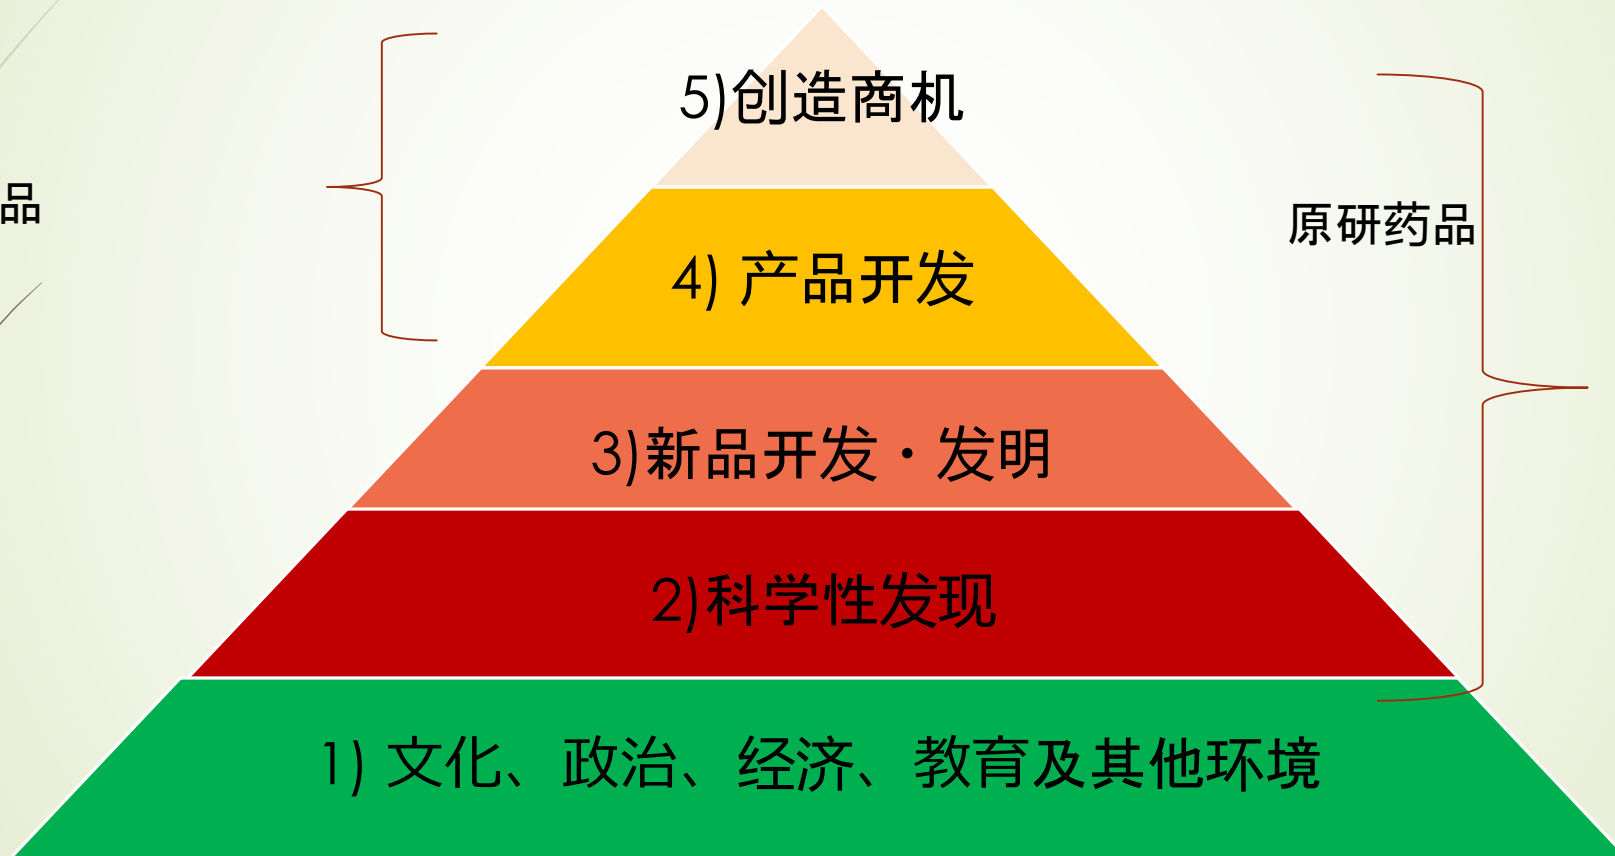 5)创造商机
品
原研药品
4) 产品开发
3)新品开发・发明
2)科学性发现
1) 文化、政治、经济、教育及其他环境